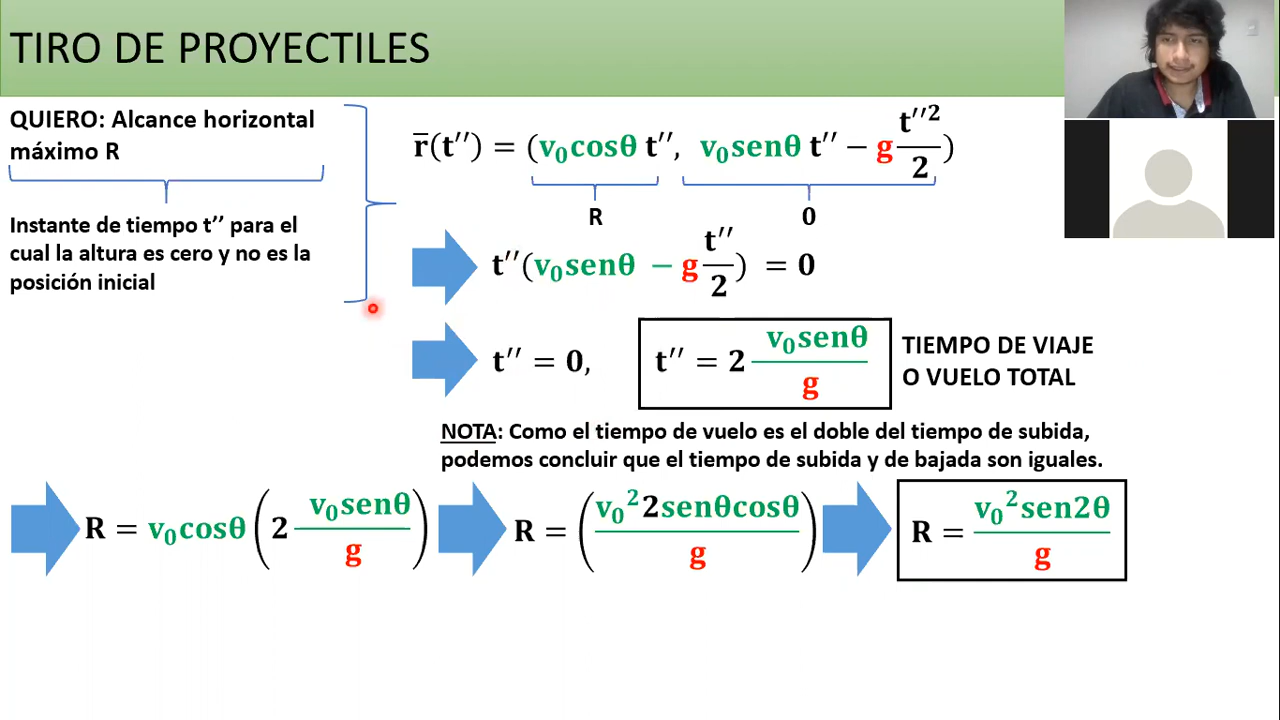 TIRO DE PROYECTILES
QUIERO: Alcance horizontal
máximo R
Instante de tiempo t′′ para el
cual la altura es cero y no es la
posición inicial
r̅(t′′) = (v₀cosθ t′′, v₀senθ t′′ − g t′′²/2)
R
0
t′′(v₀senθ − g t′′/2) = 0
t′′ = 0, t′′ = 2 v₀senθ/g
TIEMPO DE VIAJE
O VUELO TOTAL
NOTA: Como el tiempo de vuelo es el doble del tiempo de subida,
podemos concluir que el tiempo de subida y de bajada son iguales.
R = v₀cosθ (2 v₀senθ/g)
R = (v₀²2senθcosθ/g)
R = v₀²sen2θ/g